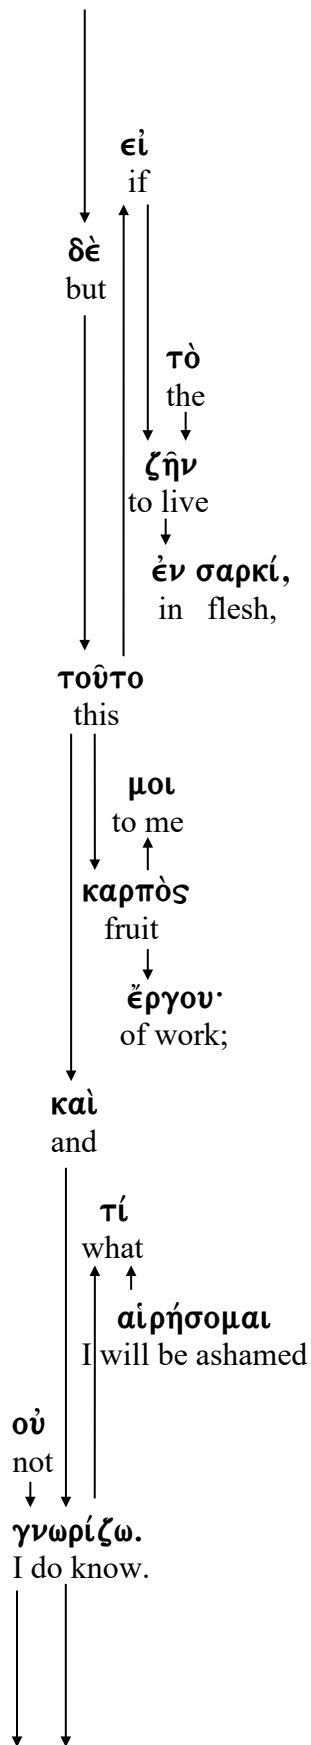 εἰ
if
δὲ
but
τὸ
the
ζῆν
to live
ἐν σαρκί,
in flesh,
τοῦτο
this
μοι
to me
καρπὸς
fruit
ἔργου·
of work;
καὶ
and
τί
what
αἱρήσομαι
I will be ashamed
οὐ
not
γνωρίζω.
I do know.